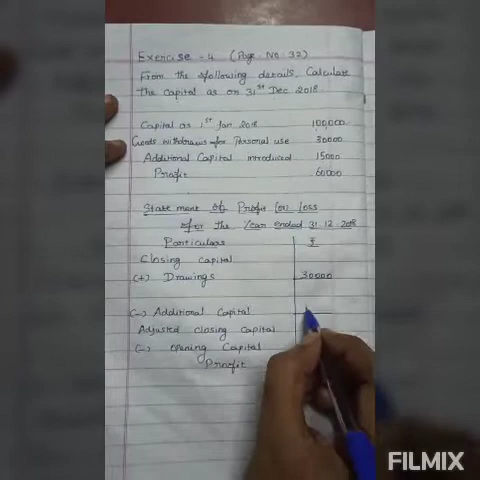 Exercise - 4 (Page No. 32)
From the following details, Calculate
the capital as on 31st Dec 2018
Capital as 1st Jan 2018 100,000
Goods withdrawn for Personal use 30000
Additional Capital introduced 15000
Profit 60000
Statement of Profit (or) Loss
for the Year ended 31.12.2018
Particulars ₹
Closing capital
(+) Drawings 30000
(-) Additional Capital
Adjusted closing Capital
(-) Opening Capital
Profit
FILMIX